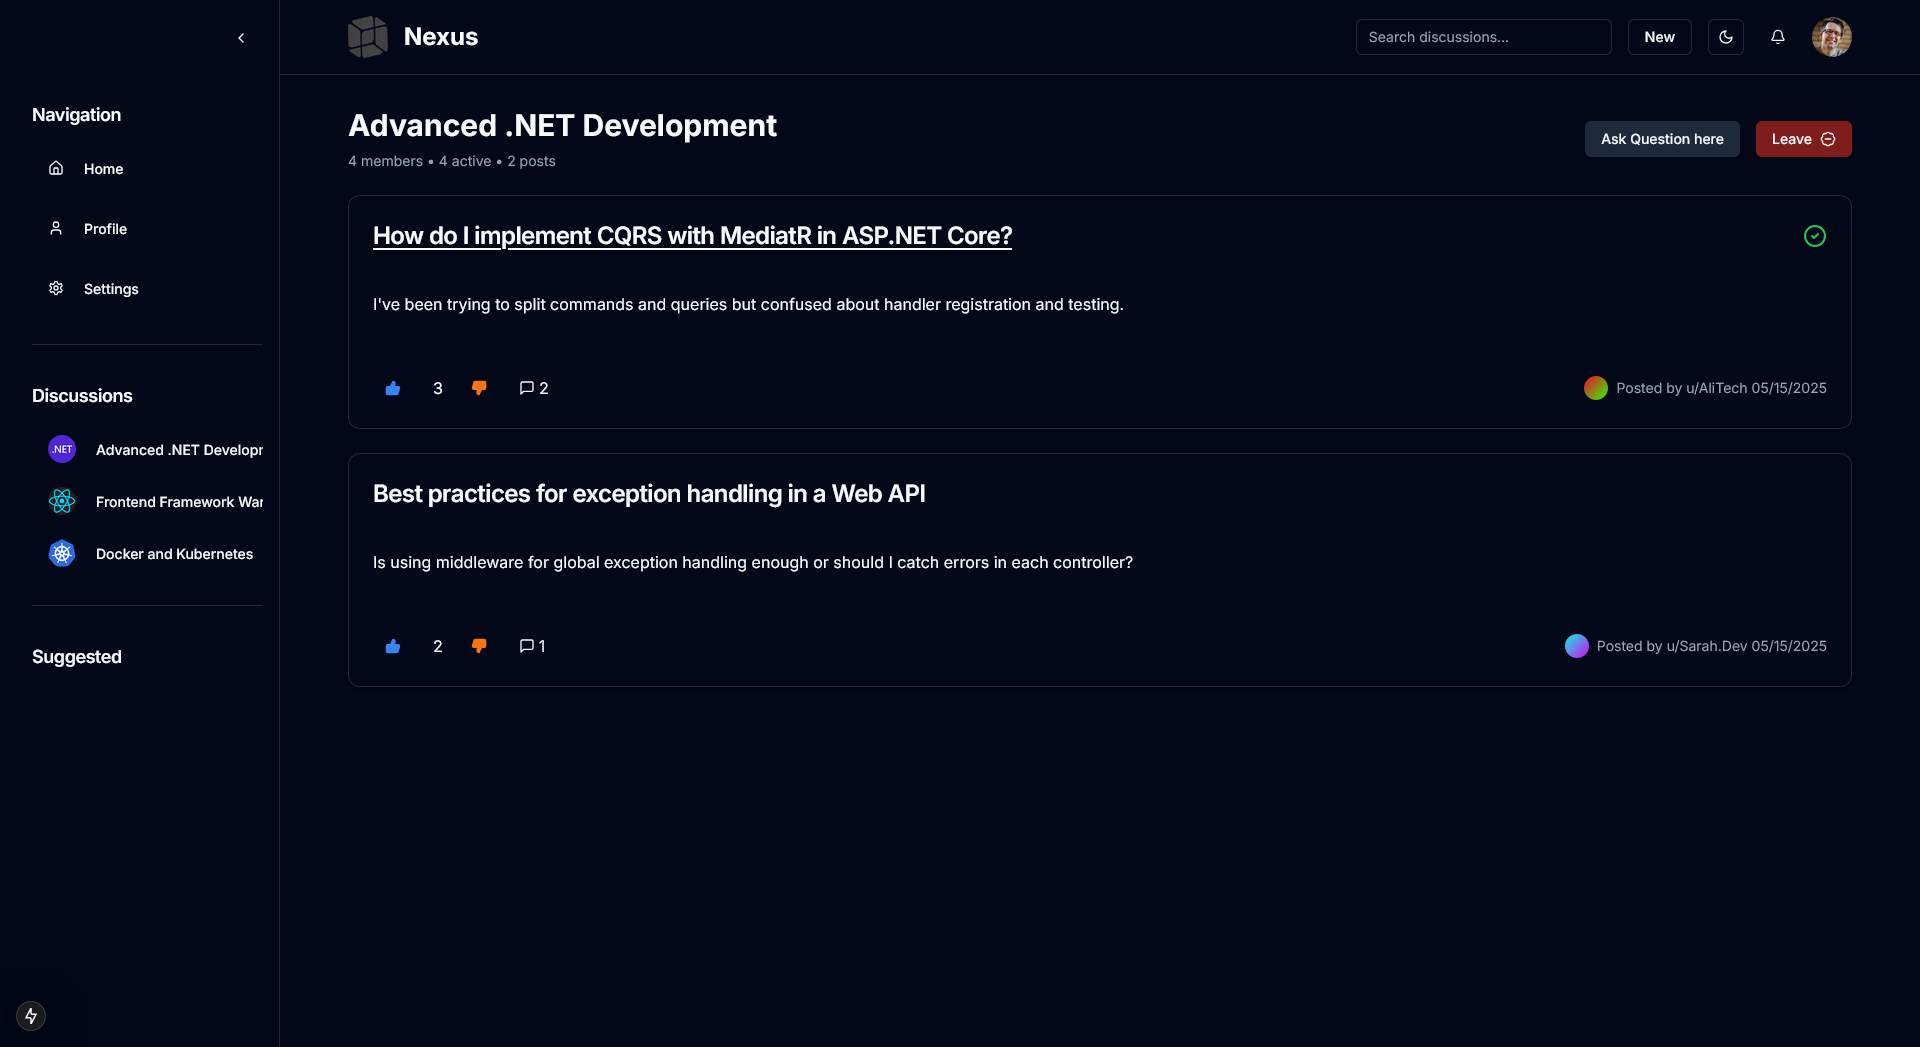 Nexus
Search discussions...
New
Navigation
Home
Profile
Settings
Discussions
.NET
Advanced .NET Develop
Frontend Framework War
Docker and Kubernetes
Suggested
Advanced .NET Development
4 members • 4 active • 2 posts
Ask Question here
Leave
How do I implement CQRS with MediatR in ASP.NET Core?
I've been trying to split commands and queries but confused about handler registration and testing.
3
2
Posted by u/AliTech 05/15/2025
Best practices for exception handling in a Web API
Is using middleware for global exception handling enough or should I catch errors in each controller?
2
1
Posted by u/Sarah.Dev 05/15/2025